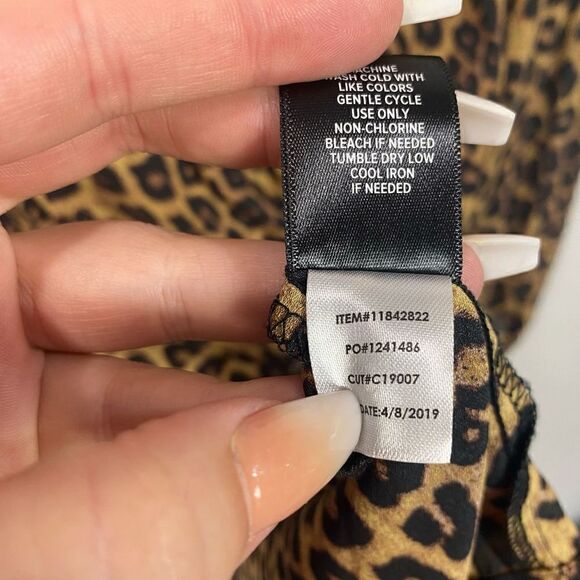 MACHINE
WASH COLD WITH
LIKE COLORS
GENTLE CYCLE
USE ONLY
NON-CHLORINE
BLEACH IF NEEDED
TUMBLE DRY LOW
COOL IRON
IF NEEDED
ITEM#11842822
PO#1241486
CUT#C19007
DATE:4/8/2019